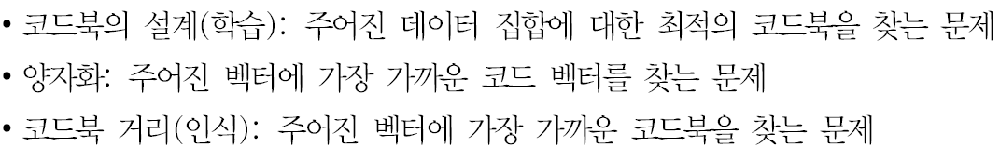 • 코드북의 설계(학습): 주어진 데이터 집합에 대한 최적의 코드북을 찾는 문제
• 양자화: 주어진 벡터에 가장 가까운 코드 벡터를 찾는 문제
• 코드북 거리(인식): 주어진 벡터에 가장 가까운 코드북을 찾는 문제